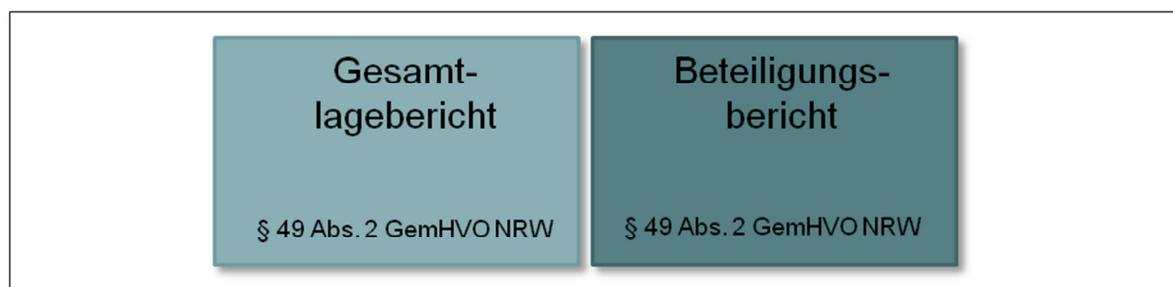 Gesamt-
lagebericht
§ 49 Abs. 2 GemHVO NRW
Beteiligungs-
bericht
§ 49 Abs. 2 GemHVO NRW